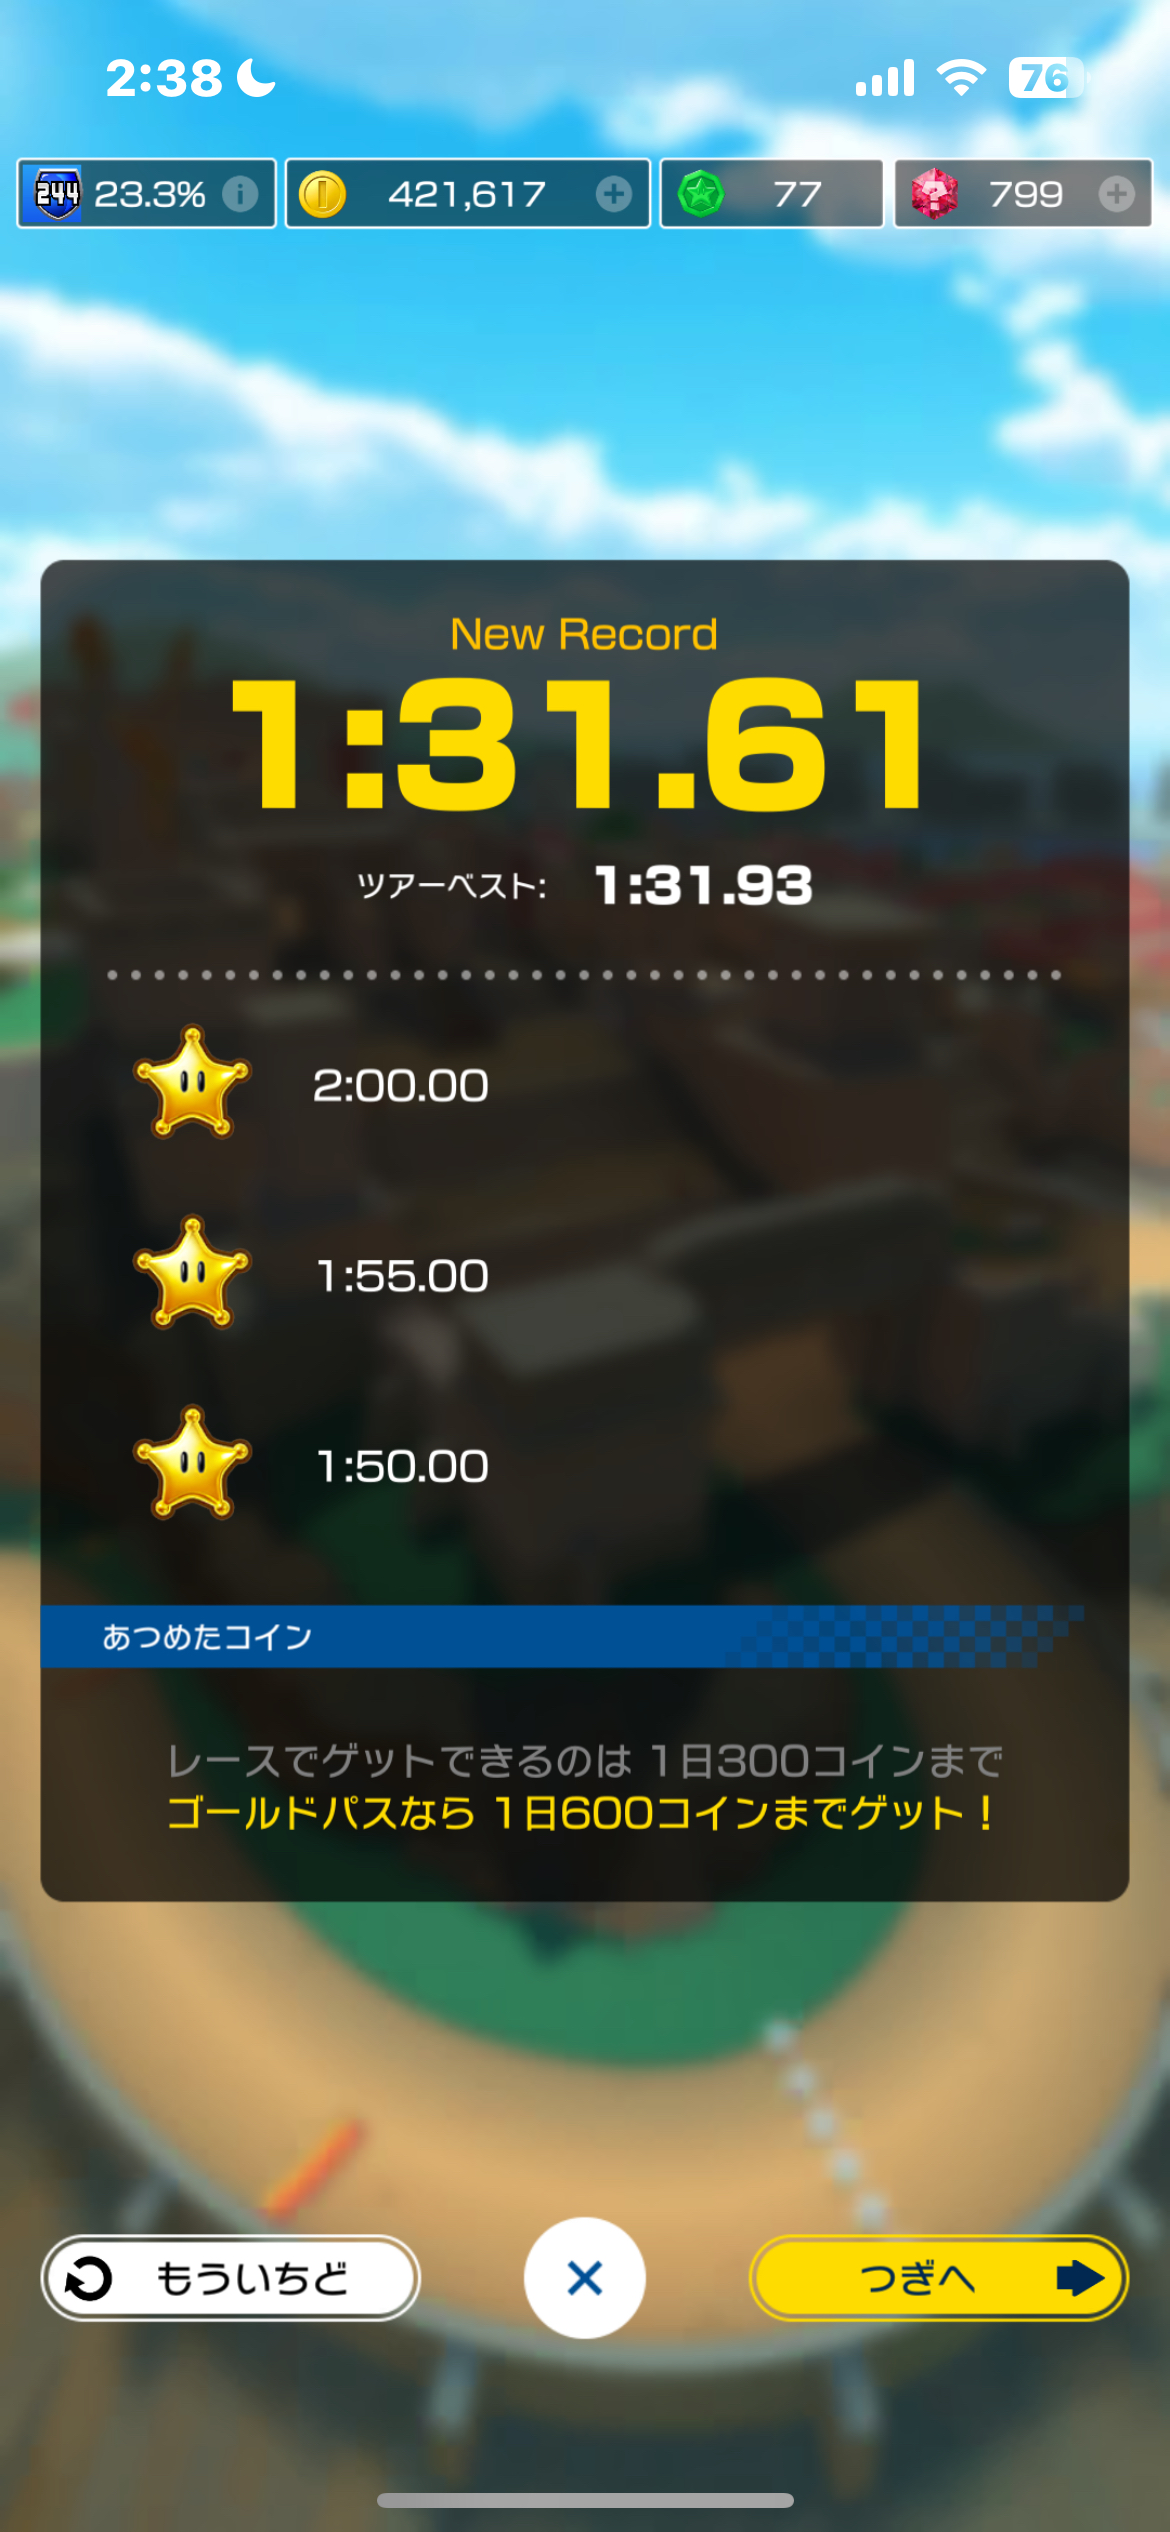 2:38
76
244 23.3% i
421,617 +
77
? 799 +
New Record
1:31.61
ツアーベスト: 1:31.93
2:00.00
1:55.00
1:50.00
あつめたコイン
レースでゲットできるのは 1日300コインまで
ゴールドパスなら 1日600コインまでゲット！
もういちど
×
つぎへ